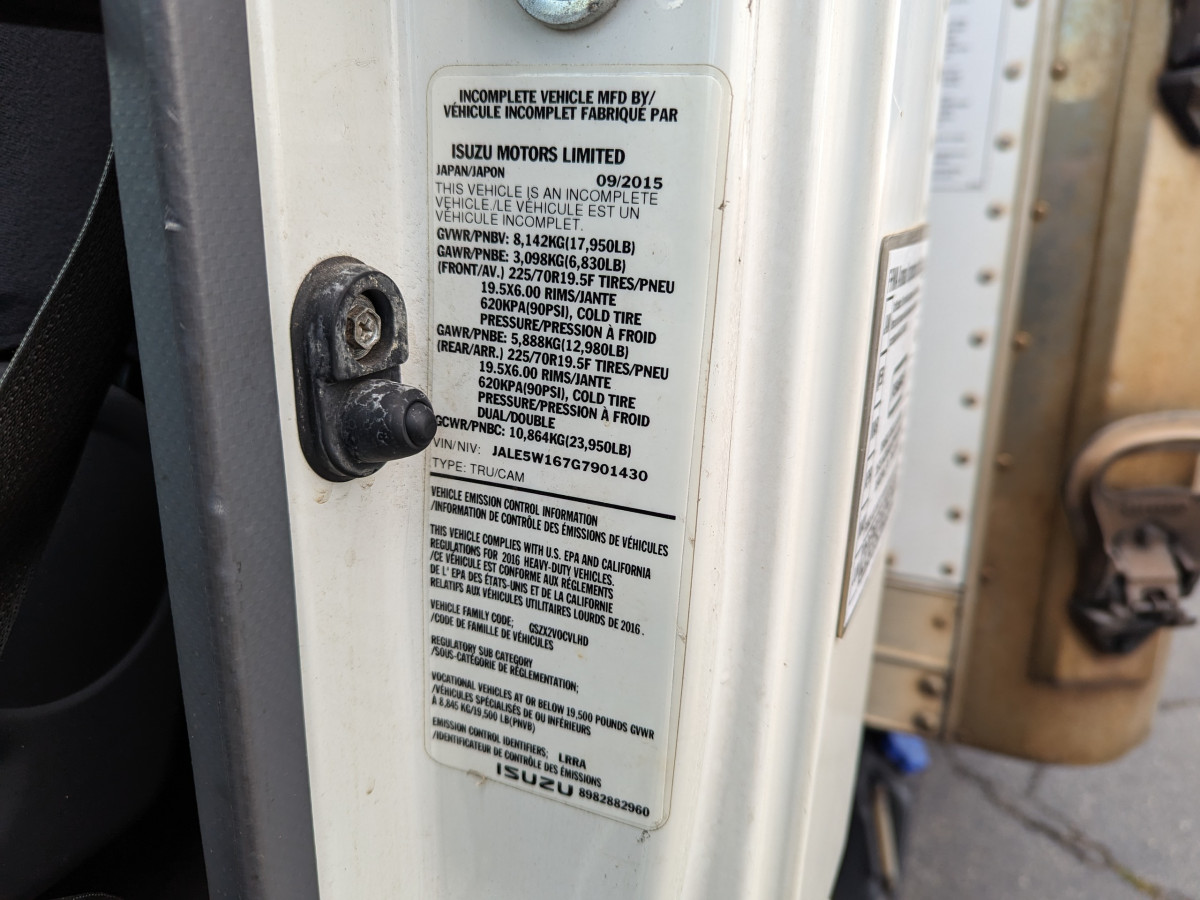 INCOMPLETE VEHICLE MFD BY/
VÉHICULE INCOMPLET FABRIQUÉ PAR
ISUZU MOTORS LIMITED
JAPAN/JAPON 09/2015
THIS VEHICLE IS AN INCOMPLETE
VEHICLE./LE VÉHICULE EST UN
VÉHICULE INCOMPLET.
GVWR/PNBV: 8,142KG(17,950LB)
GAWR/PNBE: 3,098KG(6,830LB)
(FRONT/AV.) 225/70R19.5F TIRES/PNEU
19.5X6.00 RIMS/JANTE
620KPA(90PSI), COLD TIRE
PRESSURE/PRESSION À FROID
GAWR/PNBE: 5,888KG(12,980LB)
(REAR/ARR.) 225/70R19.5F TIRES/PNEU
19.5X6.00 RIMS/JANTE
620KPA(90PSI), COLD TIRE
PRESSURE/PRESSION À FROID
DUAL/DOUBLE
GCWR/PNBC: 10,864KG(23,950LB)
VIN/NIV: JALE5W167G7901430
TYPE: TRU/CAM
VEHICLE EMISSION CONTROL INFORMATION
/INFORMATION DE CONTRÔLE DES ÉMISSIONS DE VÉHICULES
THIS VEHICLE COMPLIES WITH U.S. EPA AND CALIFORNIA
REGULATIONS FOR 2016 HEAVY-DUTY VEHICLES.
/CE VÉHICULE EST CONFORME AUX RÈGLEMENTS
DE L' EPA DES ÉTATS-UNIS ET DE LA CALIFORNIE
RELATIFS AUX VÉHICULES UTILITAIRES LOURDS DE 2016.
VEHICLE FAMILY CODE; GSZX2VOCVLHD
/CODE DE FAMILLE DE VÉHICULES
REGULATORY SUB CATEGORY
/SOUS-CATÉGORIE DE RÉGLEMENTATION;
VOCATIONAL VEHICLES AT OR BELOW 19,500 POUNDS GVWR
/VÉHICULES SPÉCIALISÉS DE OU INFÉRIEURS
À 8,845 KG/19,500 LB(PNVB)
EMISSION CONTROL IDENTIFIERS; LRRA
/IDENTIFICATEUR DE CONTRÔLE DES ÉMISSIONS
ISUZU 8982882960